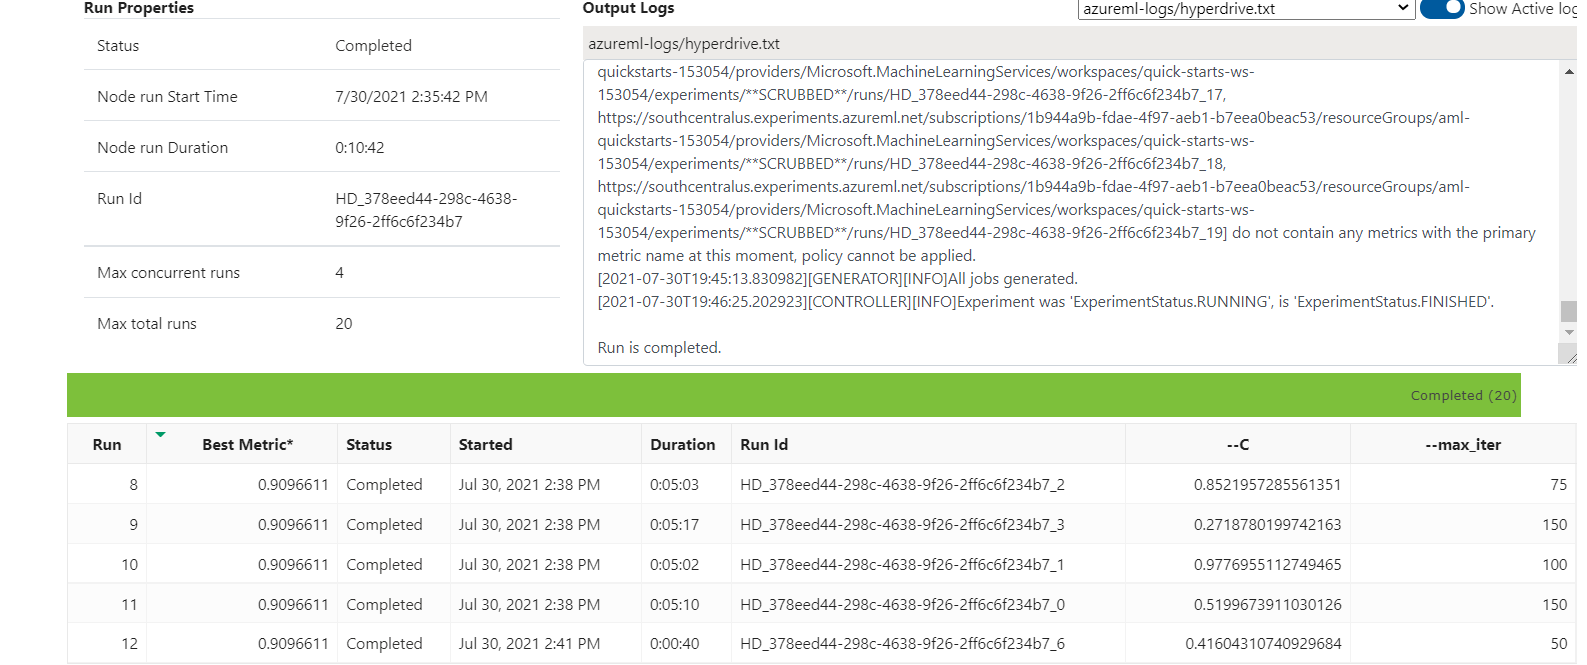 Run Properties
Status Completed
Node run Start Time 7/30/2021 2:35:42 PM
Node run Duration 0:10:42
Run Id HD_378eed44-298c-4638-
9f26-2ff6c6f234b7
Max concurrent runs 4
Max total runs 20
Output Logs
azureml-logs/hyperdrive.txt
Show Active log
azureml-logs/hyperdrive.txt
quickstarts-153054/providers/Microsoft.MachineLearningServices/workspaces/quick-starts-ws-
153054/experiments/**SCRUBBED**/runs/HD_378eed44-298c-4638-9f26-2ff6c6f234b7_17,
https://southcentralus.experiments.azureml.net/subscriptions/1b944a9b-fdae-4f97-aeb1-b7eea0beac53/resourceGroups/aml-
quickstarts-153054/providers/Microsoft.MachineLearningServices/workspaces/quick-starts-ws-
153054/experiments/**SCRUBBED**/runs/HD_378eed44-298c-4638-9f26-2ff6c6f234b7_18,
https://southcentralus.experiments.azureml.net/subscriptions/1b944a9b-fdae-4f97-aeb1-b7eea0beac53/resourceGroups/aml-
quickstarts-153054/providers/Microsoft.MachineLearningServices/workspaces/quick-starts-ws-
153054/experiments/**SCRUBBED**/runs/HD_378eed44-298c-4638-9f26-2ff6c6f234b7_19] do not contain any metrics with the primary
metric name at this moment, policy cannot be applied.
[2021-07-30T19:45:13.830982][GENERATOR][INFO]All jobs generated.
[2021-07-30T19:46:25.202923][CONTROLLER][INFO]Experiment was 'ExperimentStatus.RUNNING', is 'ExperimentStatus.FINISHED'.
Run is completed.
Completed (20)
Run Best Metric* Status Started Duration Run Id --C --max_iter
8 0.9096611 Completed Jul 30, 2021 2:38 PM 0:05:03 HD_378eed44-298c-4638-9f26-2ff6c6f234b7_2 0.8521957285561351 75
9 0.9096611 Completed Jul 30, 2021 2:38 PM 0:05:17 HD_378eed44-298c-4638-9f26-2ff6c6f234b7_3 0.2718780199742163 150
10 0.9096611 Completed Jul 30, 2021 2:38 PM 0:05:02 HD_378eed44-298c-4638-9f26-2ff6c6f234b7_1 0.9776955112749465 100
11 0.9096611 Completed Jul 30, 2021 2:38 PM 0:05:10 HD_378eed44-298c-4638-9f26-2ff6c6f234b7_0 0.5199673911030126 150
12 0.9096611 Completed Jul 30, 2021 2:41 PM 0:00:40 HD_378eed44-298c-4638-9f26-2ff6c6f234b7_6 0.41604310740929684 50